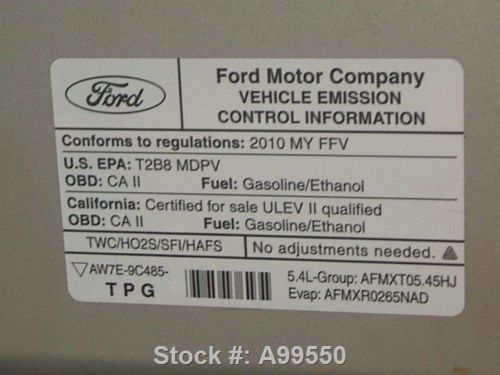 Ford
Ford Motor Company
VEHICLE EMISSION
CONTROL INFORMATION
Conforms to regulations: 2010 MY FFV
U.S. EPA: T2B8 MDPV
OBD: CA II Fuel: Gasoline/Ethanol
California: Certified for sale ULEV II qualified
OBD: CA II Fuel: Gasoline/Ethanol
TWC/HO2S/SFI/HAFS No adjustments needed.
AW7E-9C485-
TPG
5.4L-Group: AFMXT05.45HJ
Evap: AFMXR0265NAD
Stock #: A99550